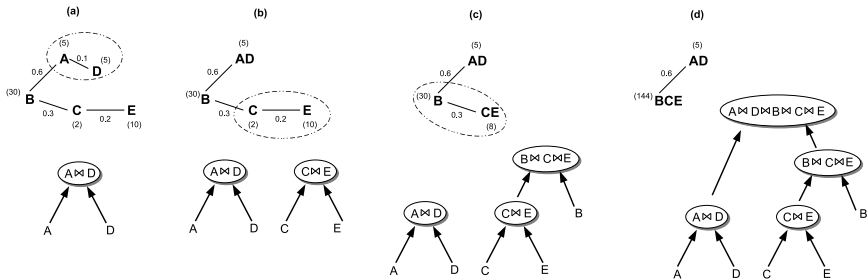 (a)
(5)
A
0.1
(5)
D
0.6
(30)
B
C
E
0.3
(2)
0.2
(10)
A⋈D
A
D
(b)
(5)
AD
0.6
(30)
B
C
E
0.3
(2)
0.2
(10)
A⋈D
C⋈E
A
D
C
E
(c)
(5)
AD
0.6
(30)
B
0.3
CE
(8)
B⋈C⋈E
A⋈D
C⋈E
B
A
D
C
E
(d)
(5)
AD
0.6
(144)
BCE
A⋈D⋈B⋈C⋈E
B⋈C⋈E
A⋈D
C⋈E
B
A
D
C
E